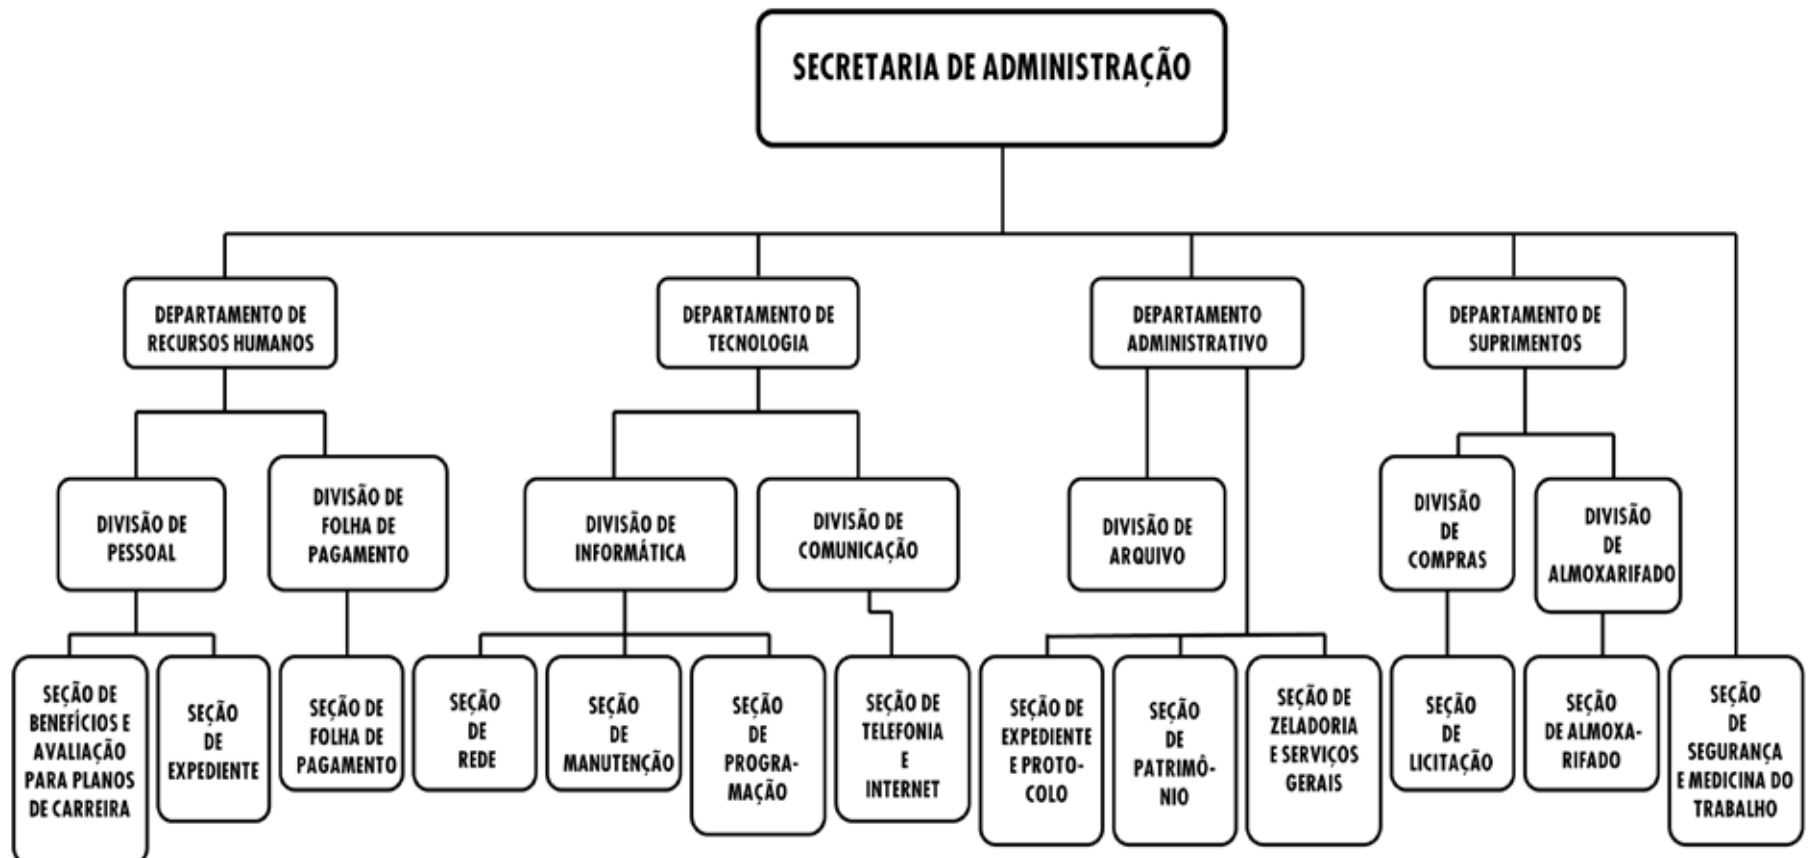 SECRETARIA DE ADMINISTRAÇÃO
DEPARTAMENTO DE
RECURSOS HUMANOS
DEPARTAMENTO DE
TECNOLOGIA
DEPARTAMENTO
ADMINISTRATIVO
DEPARTAMENTO DE
SUPRIMENTOS
DIVISÃO DE
PESSOAL
DIVISÃO DE
FOLHA DE
PAGAMENTO
DIVISÃO DE
INFORMÁTICA
DIVISÃO DE
COMUNICAÇÃO
DIVISÃO DE
ARQUIVO
DIVISÃO
DE
COMPRAS
DIVISÃO
DE
ALMOXARIFADO
SEÇÃO DE
BENEFÍCIOS E
AVALIAÇÃO
PARA PLANOS
DE CARREIRA
SEÇÃO
DE
EXPEDIENTE
SEÇÃO DE
FOLHA DE
PAGAMENTO
SEÇÃO
DE
REDE
SEÇÃO
DE
MANUTENÇÃO
SEÇÃO
DE
PROGRA-
MAÇÃO
SEÇÃO DE
TELEFONIA
E
INTERNET
SEÇÃO DE
EXPEDIENTE
E PROTO-
COLO
SEÇÃO
DE
PATRIMÔ-
NIO
SEÇÃO DE
ZELADORIA
E SERVIÇOS
GERAIS
SEÇÃO
DE
LICITAÇÃO
SEÇÃO
DE ALMOXA-
RIFADO
SEÇÃO
DE
SEGURANÇA
E MEDICINA DO
TRABALHO